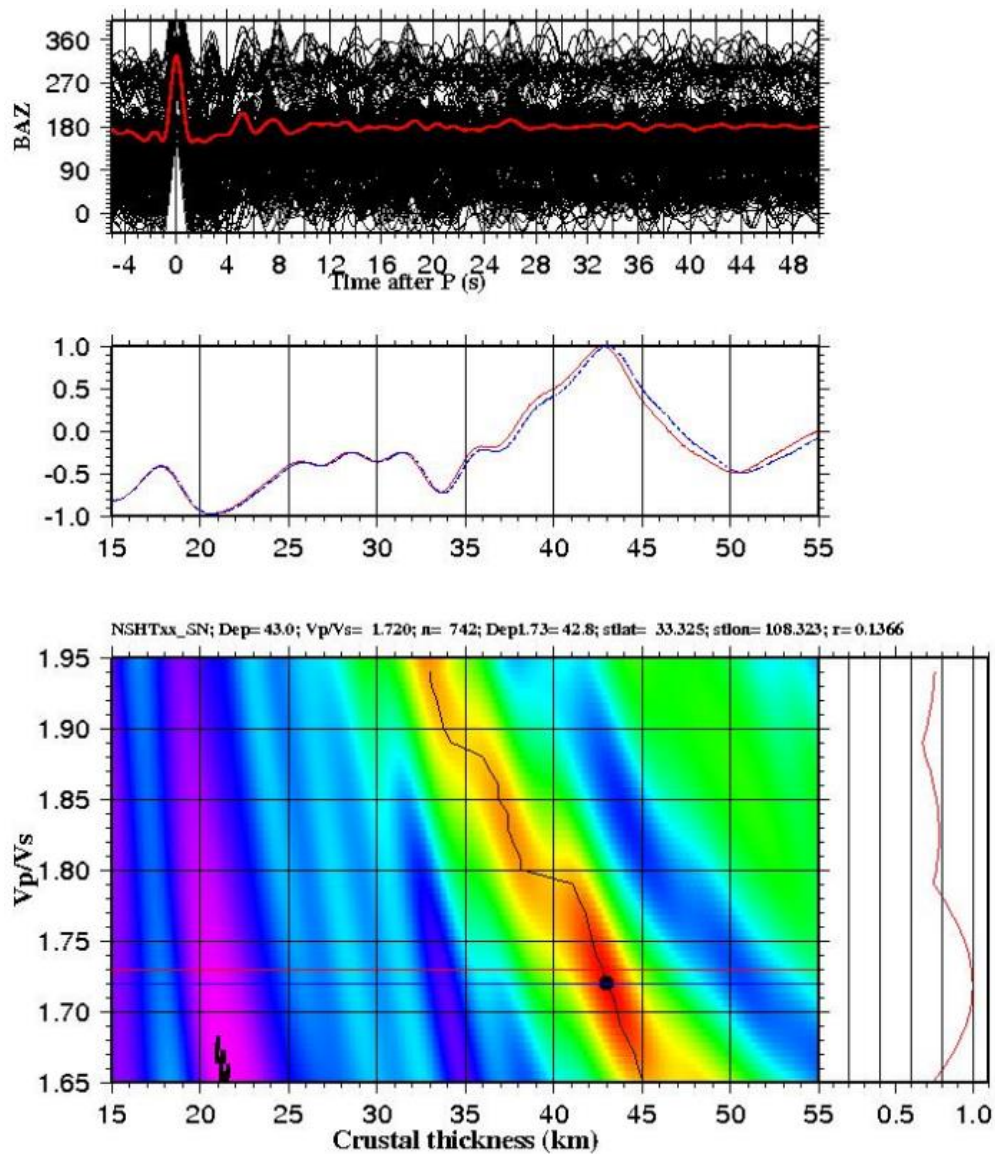 360
270
180
90
0
BAZ
-4 0 4 8 12 16 20 24 28 32 36 40 44 48
Time after P (s)
1.0
0.5
0.0
-0.5
-1.0
15 20 25 30 35 40 45 50 55
NSHTxx_SN; Dep= 43.0; Vp/Vs= 1.720; n= 742; Dep1.73= 42.8; stlat= 33.325; stlon= 108.323; r= 0.1366
1.95
1.90
1.85
1.80
1.75
1.70
1.65
Vp/Vs
15 20 25 30 35 40 45 50 55
0.5 1.0
Crustal thickness (km)